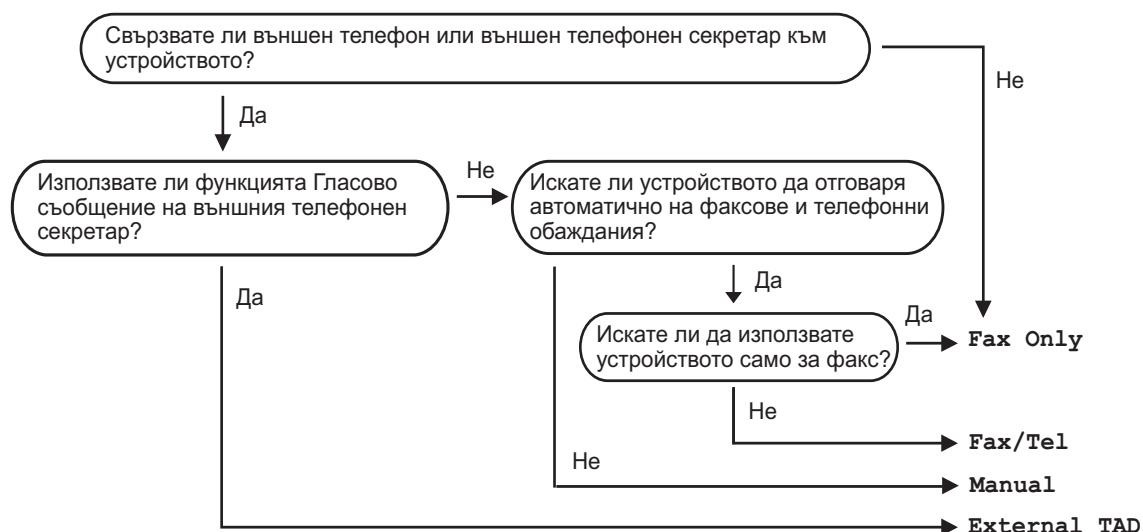 Свързвате ли външен телефон или външен телефонен секретар към
устройството?
Не
Да
Използвате ли функцията Гласово
съобщение на външния телефонен
секретар?
Не
Искате ли устройството да отговаря
автоматично на факсове и телефонни
обаждания?
Да
Да
Искате ли да използвате
устройството само за факс?
Да
Fax Only
Не
Fax/Tel
Не
Manual
External TAD